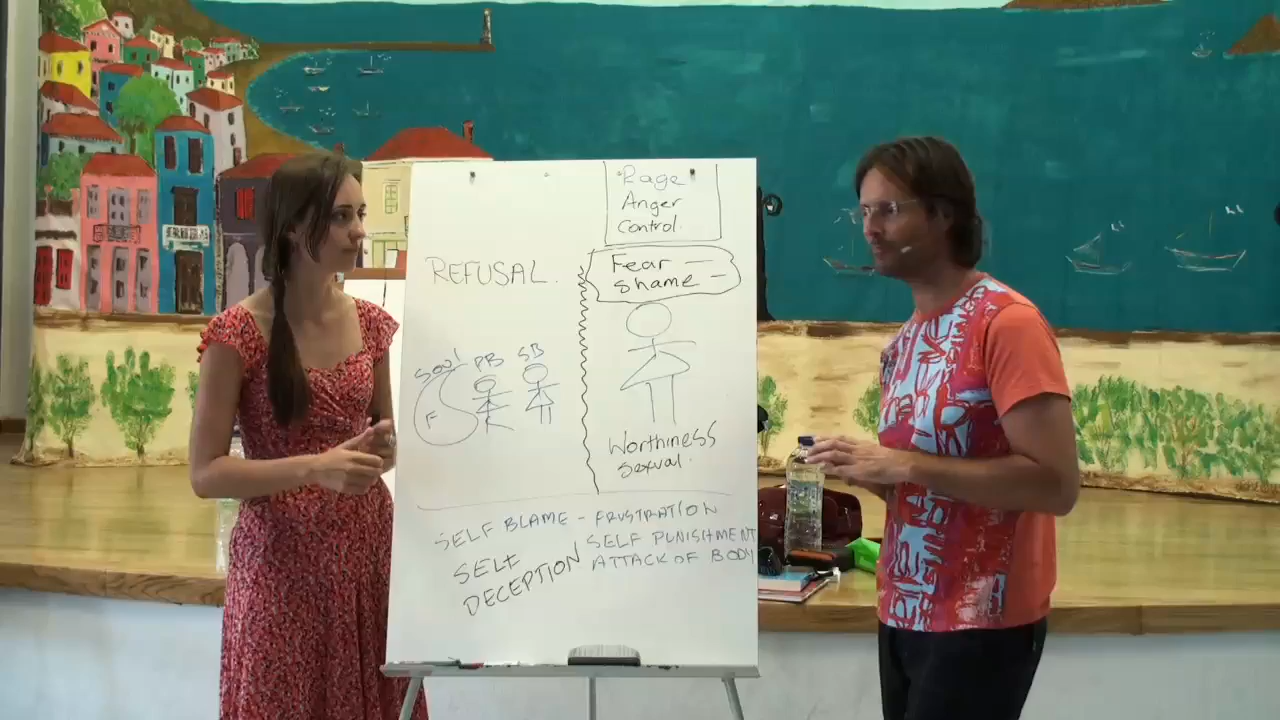 Rage
Anger
Control.
REFUSAL.
Fear —
shame –
Soul PB SB
F
Worthiness
Sexual.
SELF BLAME – FRUSTRATION
SELF
DECEPTION
SELF PUNISHMENT
ATTACK OF BODY